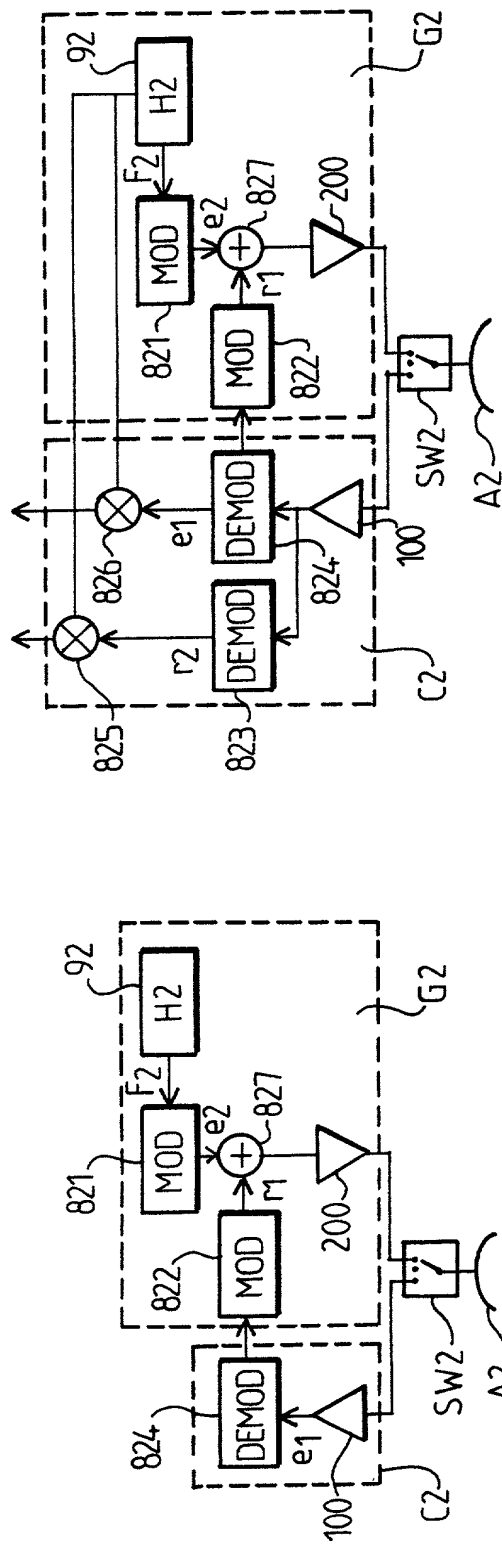 92
H2
F2
821
MOD
e2
827
r1
822
MOD
824
DEMOD
e1
200
100
G2
C2
SW2
A2
92
H2
F2
825
826
MOD
821
e2
827
r1
e1
r2
DEMOD
DEMOD
MOD
823
824
822
200
100
G2
C2
SW2
A2